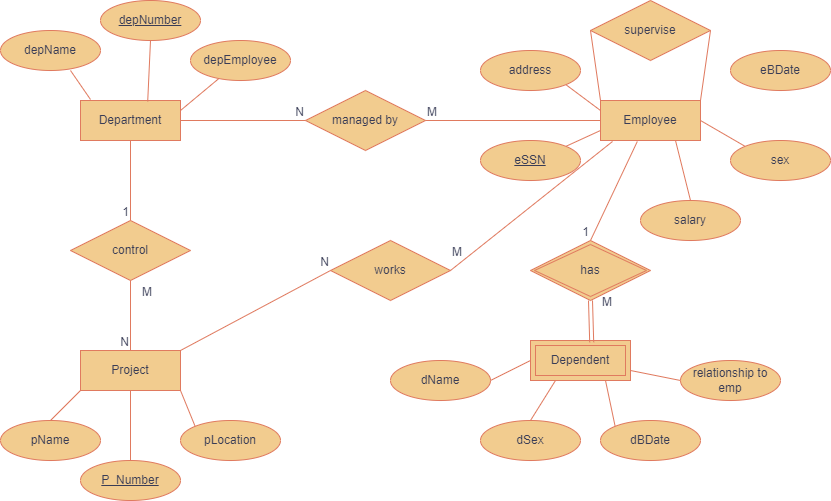 depNumber
supervise
depName
depEmployee
address
eBDate
N
M
Department
managed by
Employee
eSSN
sex
1
salary
1
control
N
M
works
has
M
M
N
Project
Dependent
dName
relationship to
emp
pName
pLocation
dSex
dBDate
P_Number